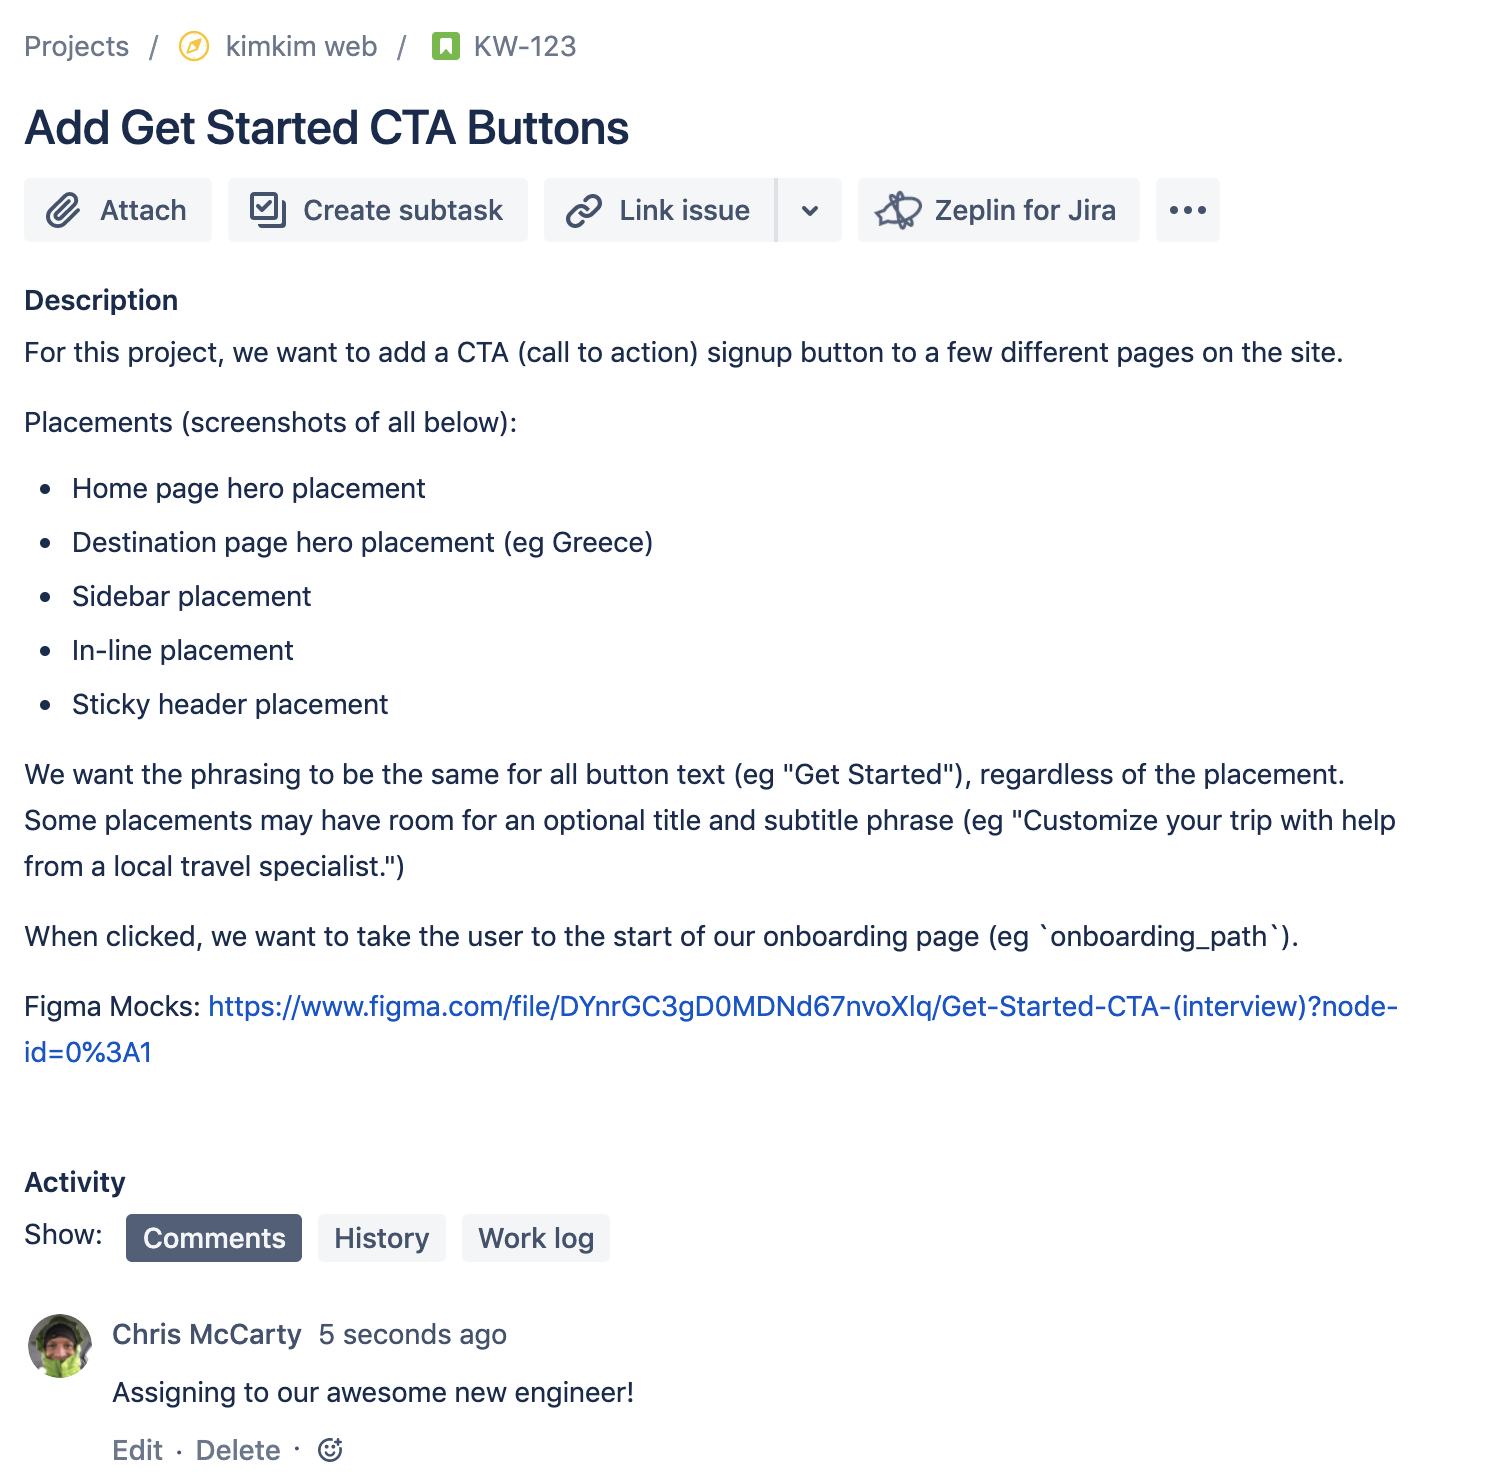 Projects / kimkim web / KW-123
Add Get Started CTA Buttons
Attach Create subtask Link issue Zeplin for Jira
Description
For this project, we want to add a CTA (call to action) signup button to a few different pages on the site.
Placements (screenshots of all below):
• Home page hero placement
• Destination page hero placement (eg Greece)
• Sidebar placement
• In-line placement
• Sticky header placement
We want the phrasing to be the same for all button text (eg "Get Started"), regardless of the placement.
Some placements may have room for an optional title and subtitle phrase (eg "Customize your trip with help
from a local travel specialist.")
When clicked, we want to take the user to the start of our onboarding page (eg `onboarding_path`).
Figma Mocks: https://www.figma.com/file/DYnrGC3gD0MDNd67nvoXlq/Get-Started-CTA-(interview)?node-
id=0%3A1
Activity
Show: Comments History Work log
Chris McCarty 5 seconds ago
Assigning to our awesome new engineer!
Edit · Delete ·